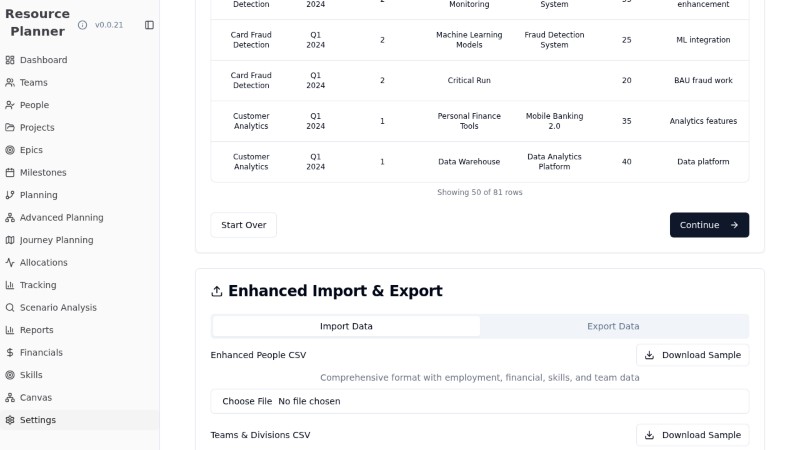 Resource
Planner
v0.0.21
Dashboard
Teams
People
Projects
Epics
Milestones
Planning
Advanced Planning
Journey Planning
Allocations
Tracking
Scenario Analysis
Reports
Financials
Skills
Canvas
Settings
Detection 2024 Monitoring System enhancement
Card Fraud Detection Q1 2024 2 Machine Learning Models Fraud Detection System 25 ML integration
Card Fraud Detection Q1 2024 2 Critical Run 20 BAU fraud work
Customer Analytics Q1 2024 1 Personal Finance Tools Mobile Banking 2.0 35 Analytics features
Customer Analytics Q1 2024 1 Data Warehouse Data Analytics Platform 40 Data platform
Showing 50 of 81 rows
Start Over
Continue
Enhanced Import & Export
Import Data
Export Data
Enhanced People CSV
Download Sample
Comprehensive format with employment, financial, skills, and team data
Choose File No file chosen
Teams & Divisions CSV
Download Sample